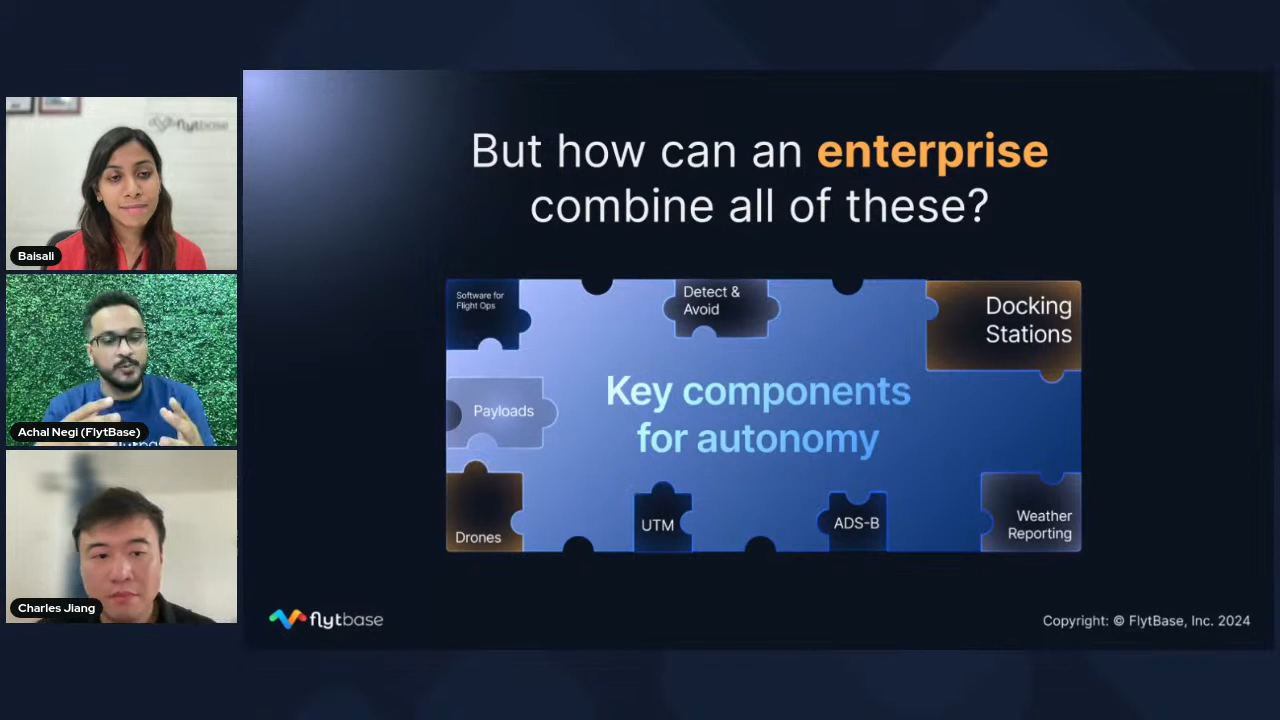 flytbase
Baisali
Achal Negi (FlytBase)
Charles Jiang
But how can an enterprise
combine all of these?
Software for
Flight Ops
Detect &
Avoid
Docking
Stations
Key components
for autonomy
Payloads
Drones
UTM
ADS-B
Weather
Reporting
flytbase
Copyright: © FlytBase, Inc. 2024